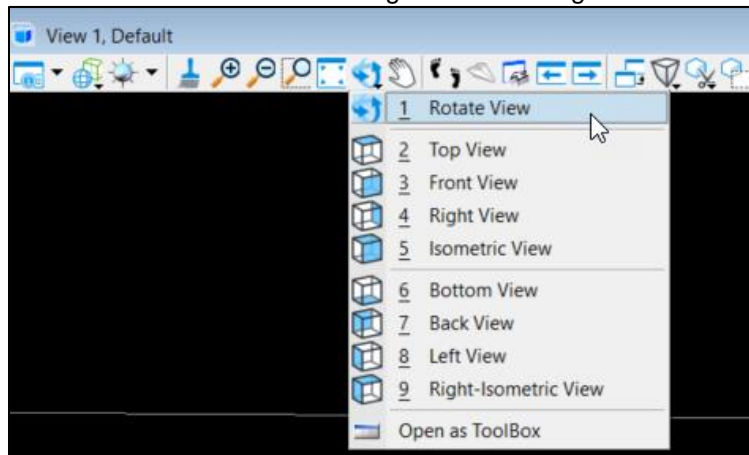 View 1, Default
1 Rotate View
2 Top View
3 Front View
4 Right View
5 Isometric View
6 Bottom View
7 Back View
8 Left View
9 Right-Isometric View
Open as ToolBox